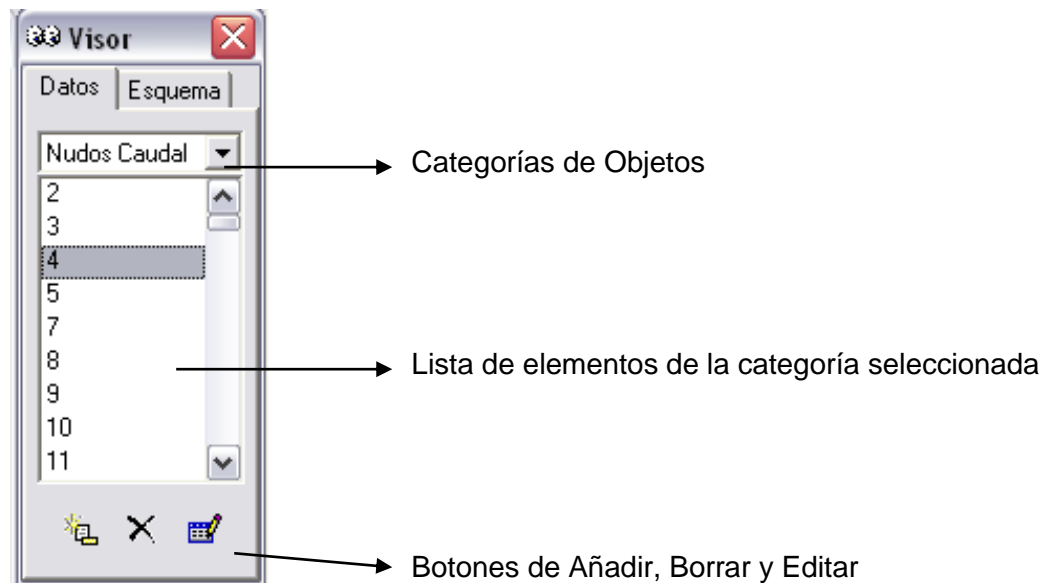 Visor
Datos Esquema
Nudos Caudal
Categorías de Objetos
2
3
4
5
7
8
Lista de elementos de la categoría seleccionada
9
10
11
Botones de Añadir, Borrar y Editar